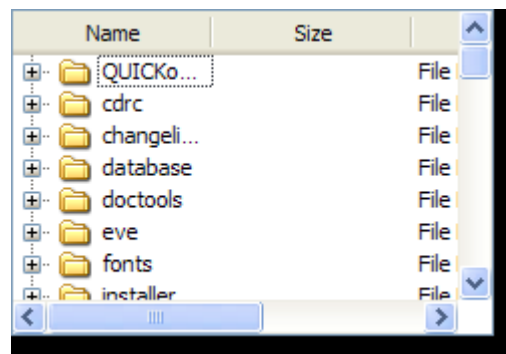 Name Size
QUICKo... File
cdrc File
changeli... File
database File
doctools File
eve File
fonts File
installer File